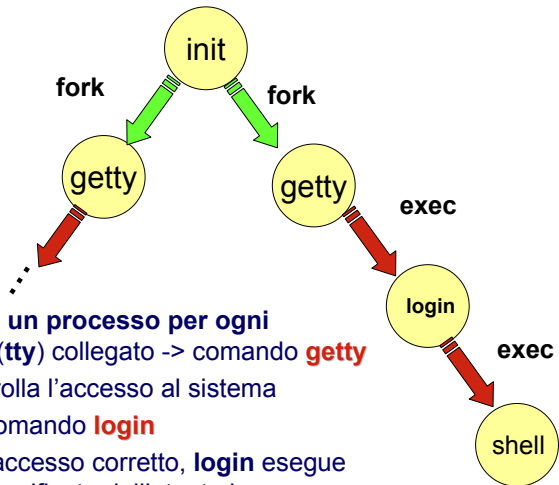 init
fork
fork
getty
getty
exec
login
un processo per ogni
(tty) collegato -> comando getty
rolla l'accesso al sistema
omando login
exec
accesso corretto, login esegue
shell